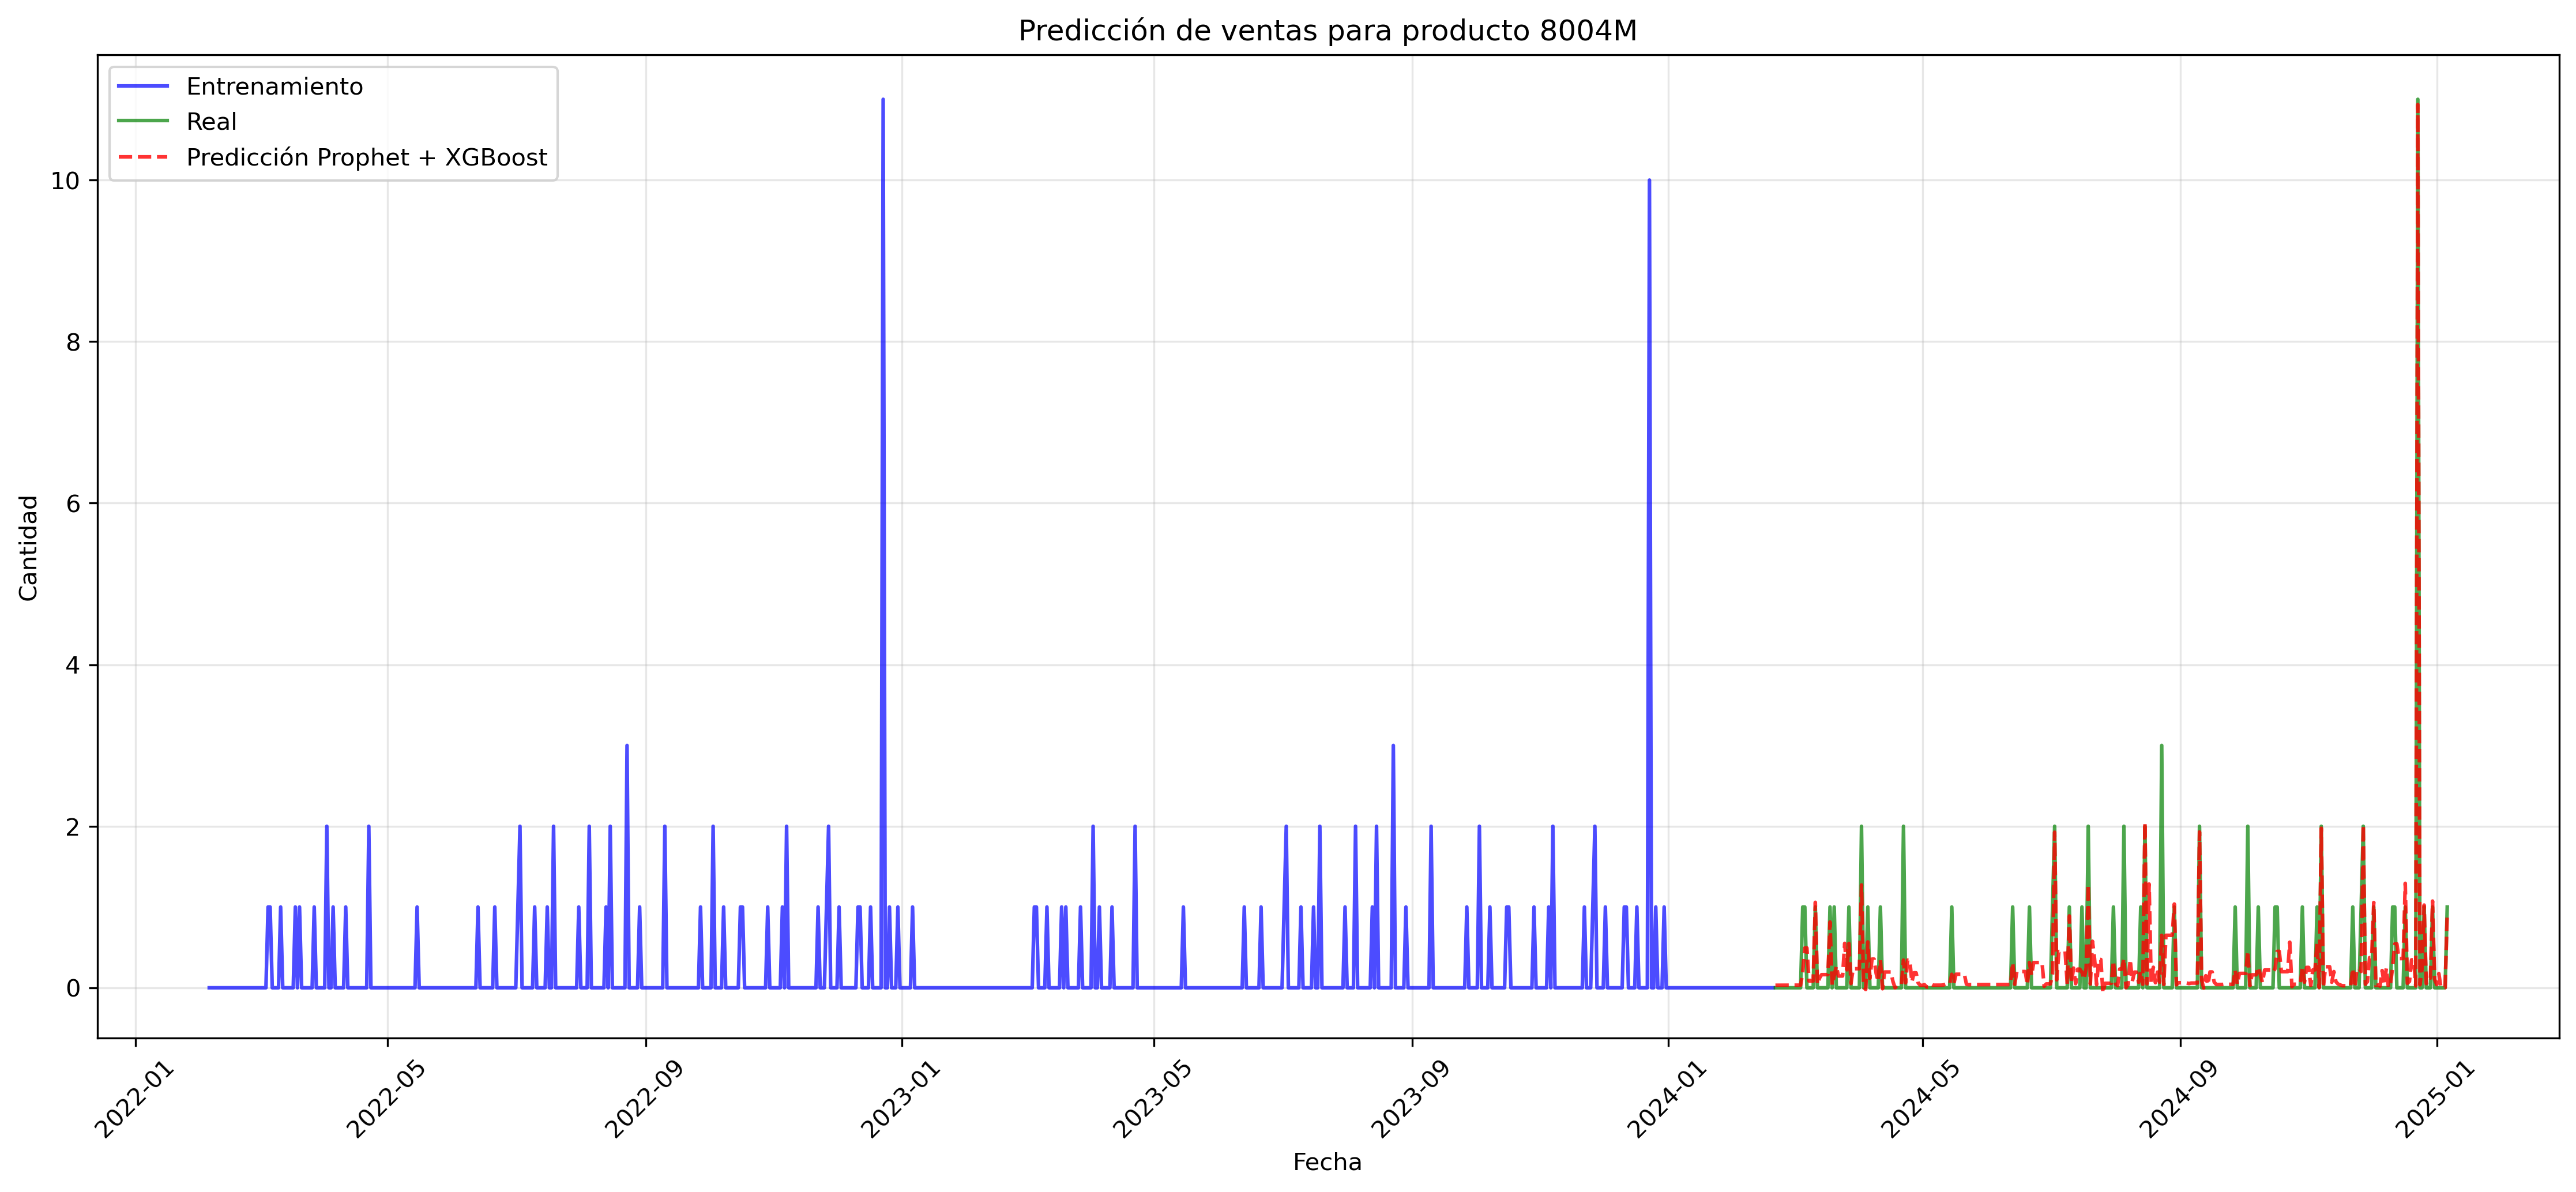 Predicción de ventas para producto 8004M
Entrenamiento
Real
Predicción Prophet + XGBoost
Cantidad
10
8
6
4
2
0
2022-01
2022-05
2022-09
2023-01
2023-05
2023-09
2024-01
2024-05
2024-09
2025-01
Fecha